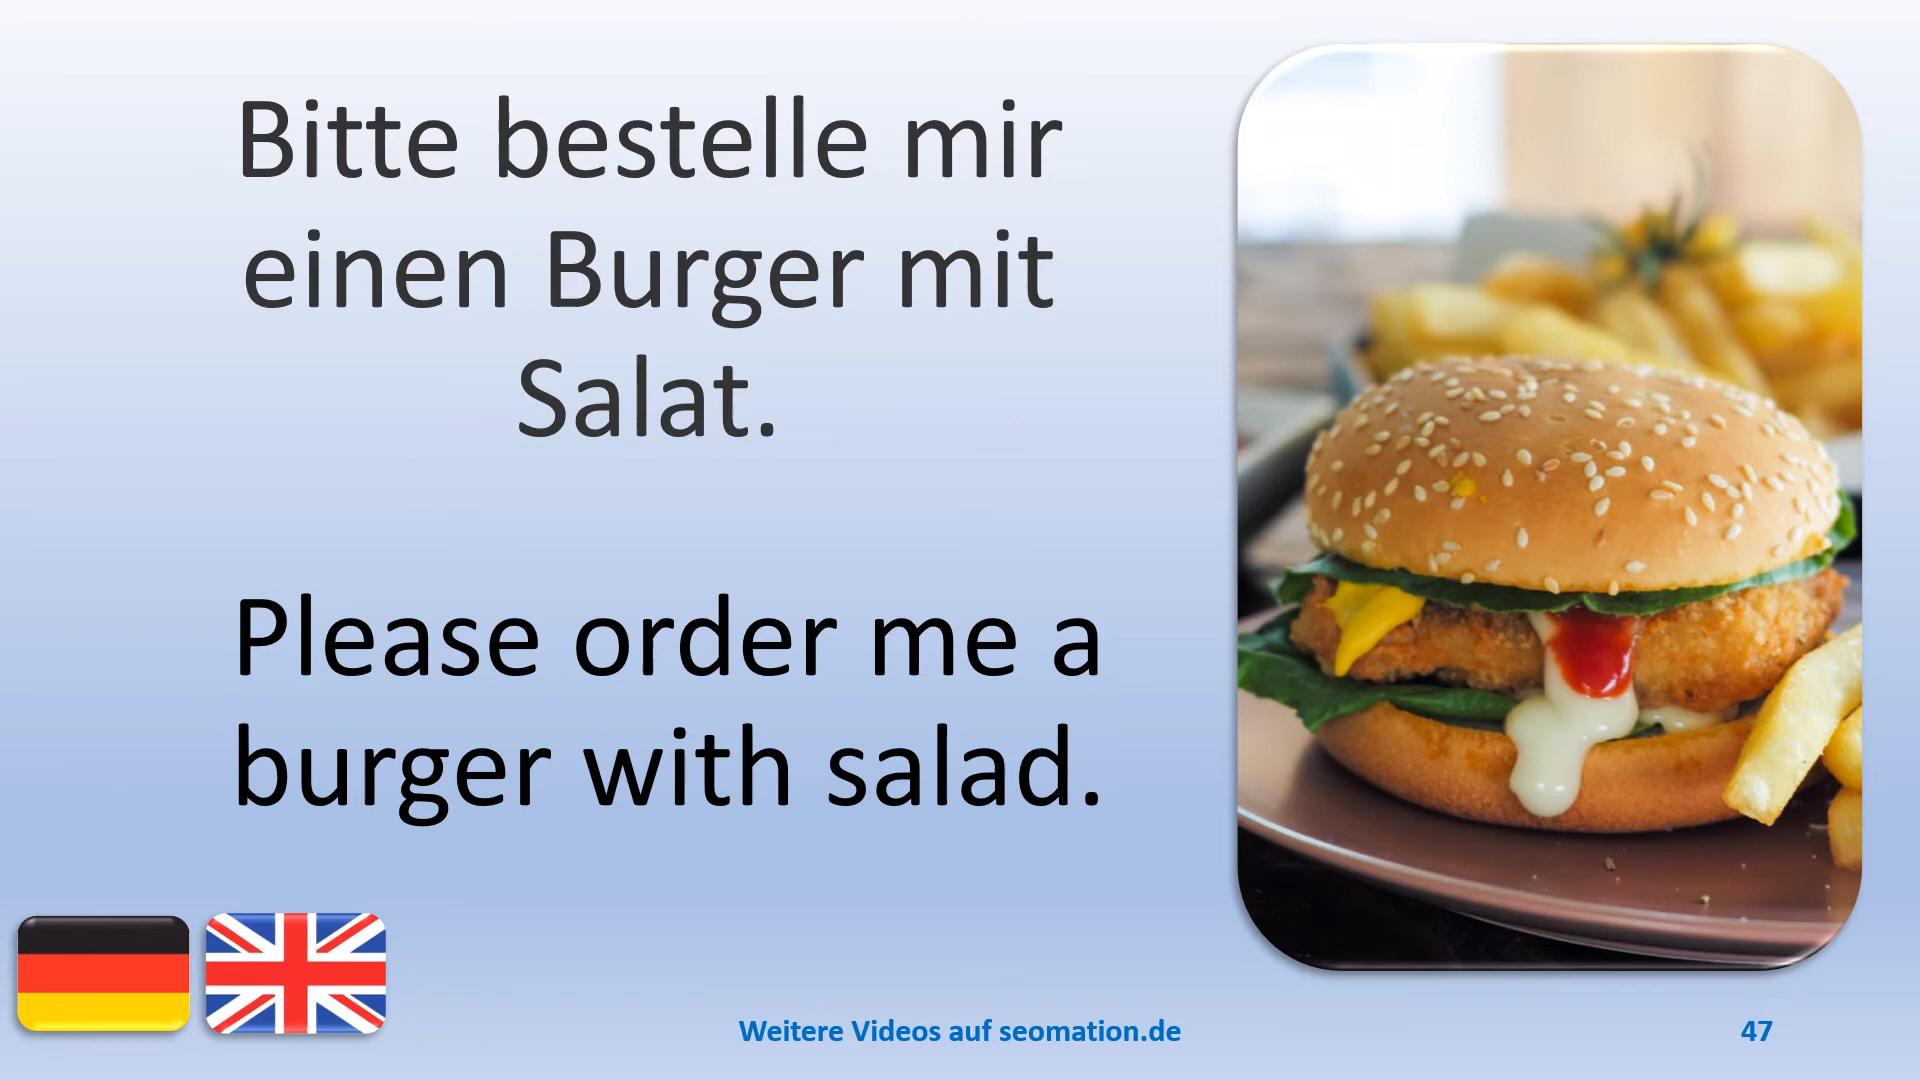 Bitte bestelle mir
einen Burger mit
Salat.
Please order me a
burger with salad.
Weitere Videos auf seomation.de
47